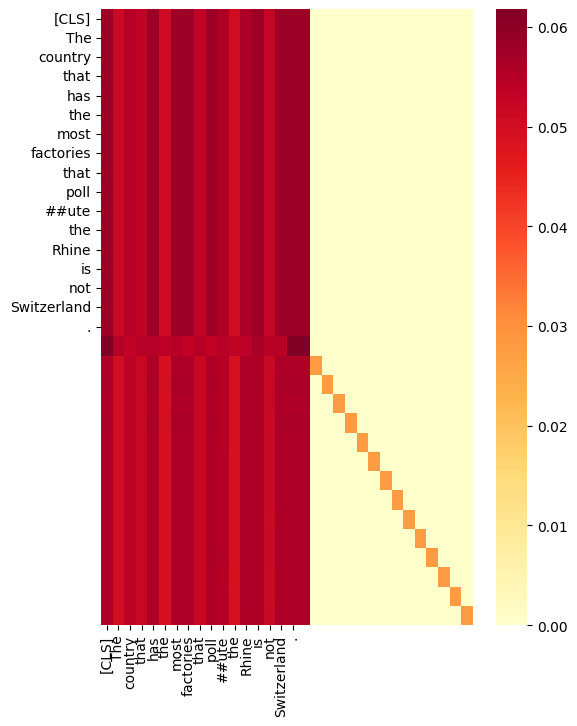 [CLS]
The
country
that
has
the
most
factories
that
poll
##ute
the
Rhine
is
not
Switzerland
.
0.06
0.05
0.04
0.03
0.02
0.01
0.00
[CLS]
The
country
that
has
the
most
factories
that
poll
##ute
the
Rhine
is
not
Switzerland
.